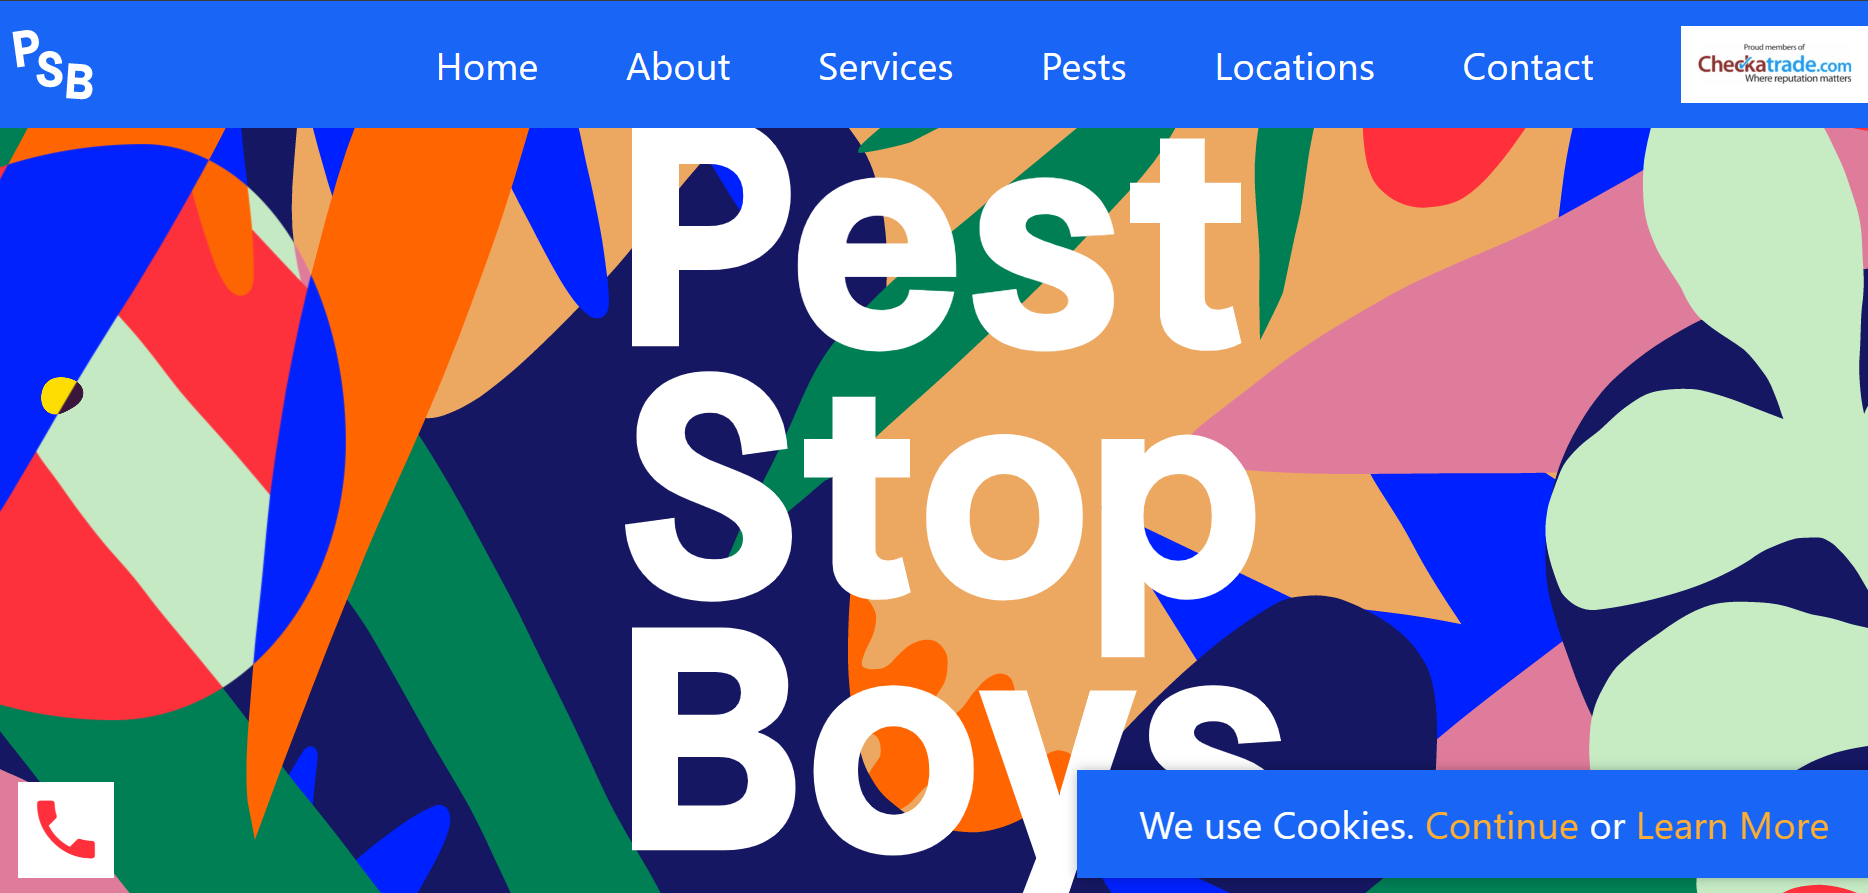 PSB
Home About Services Pests Locations Contact
Proud members of
Checkatrade.com
Where reputation matters
Pest
Stop
Boys
We use Cookies. Continue or Learn More